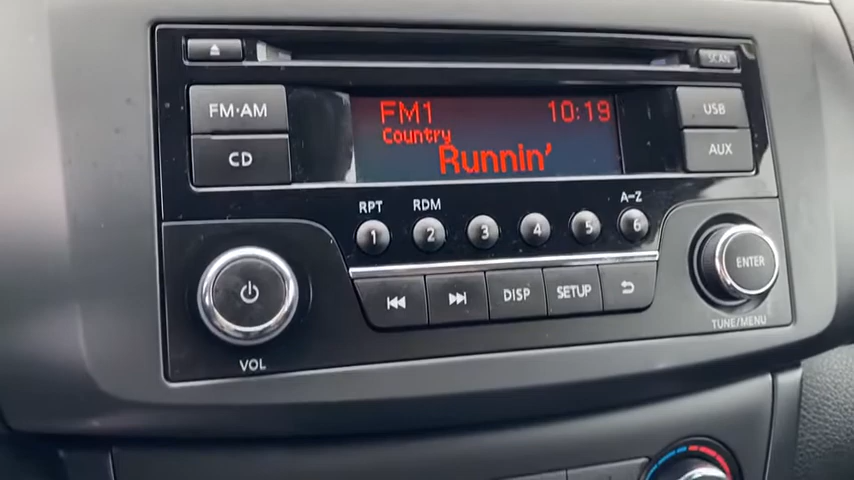 SCAN
FM·AM
CD
FM1 10:19
Country
Runnin’
USB
AUX
RPT RDM A–Z
1 2 3 4 5 6
ENTER
DISP SETUP
VOL
TUNE/MENU